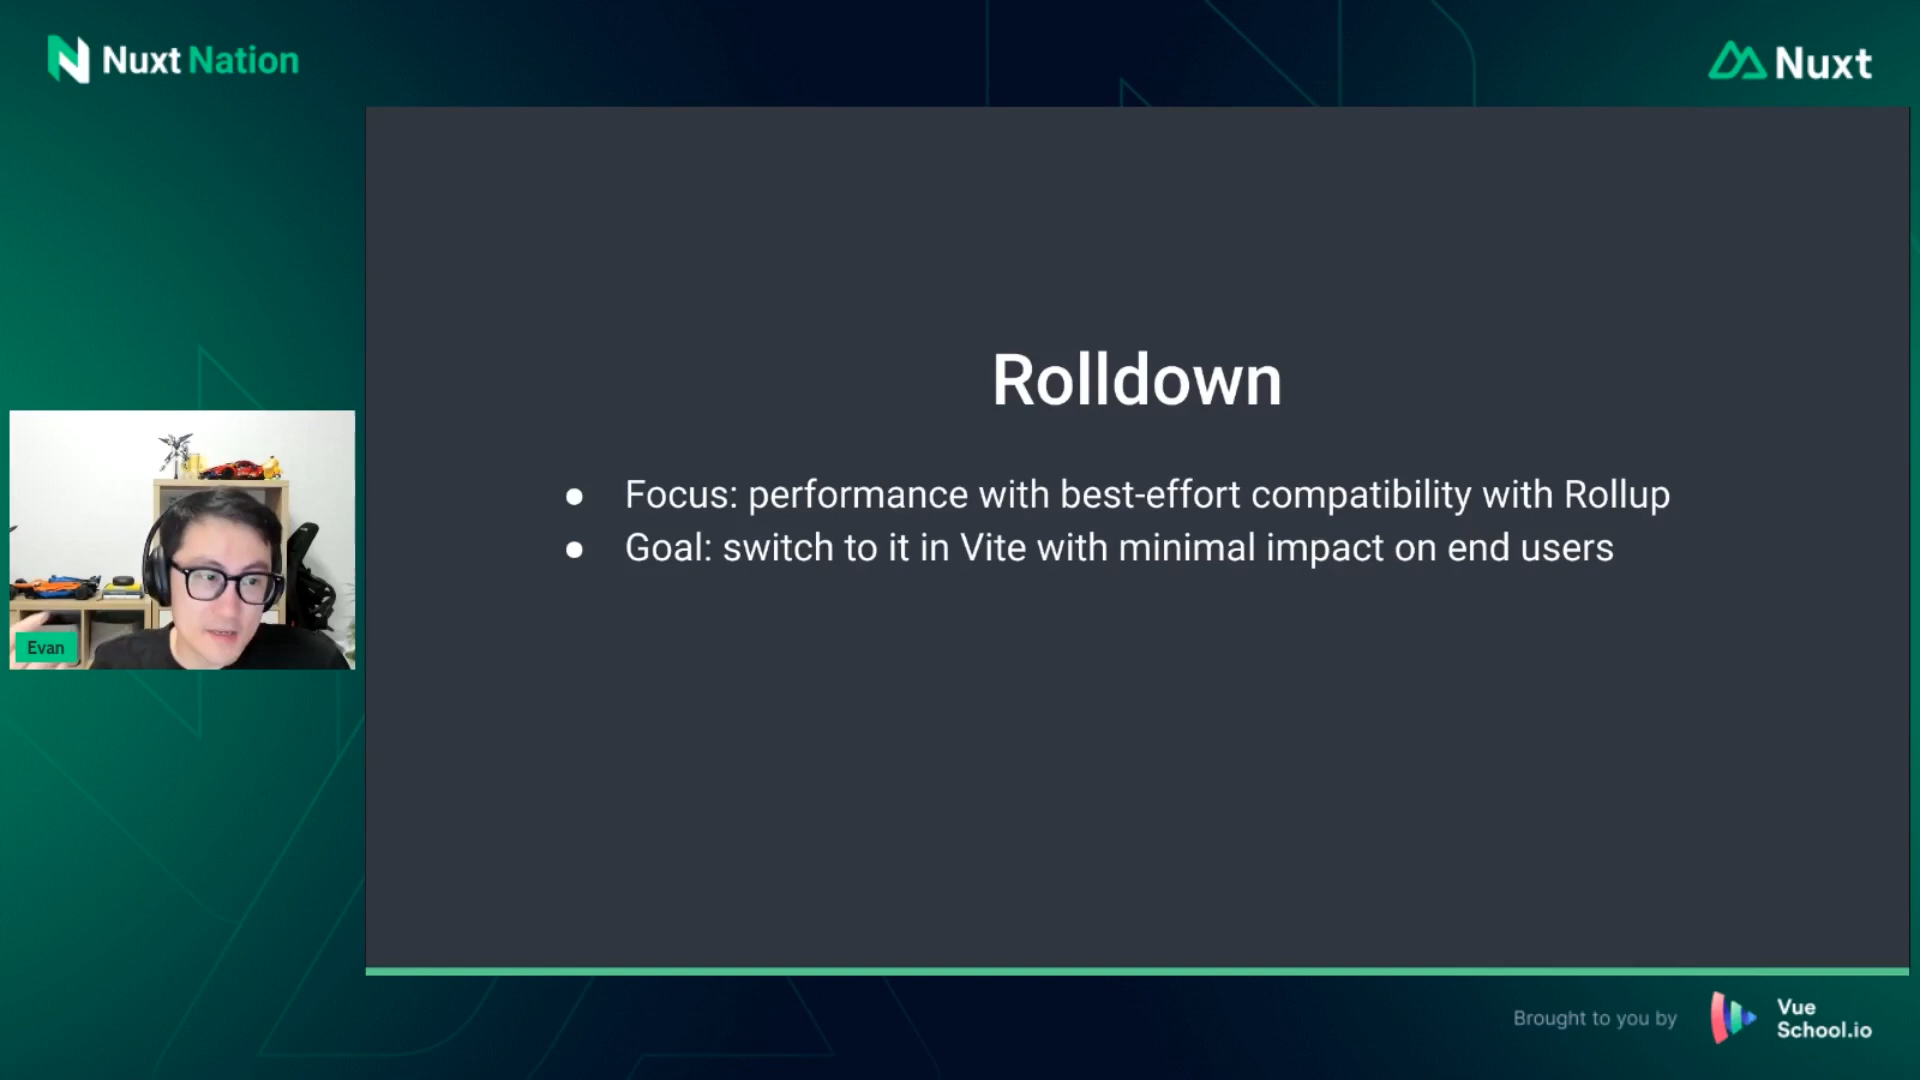 Nuxt Nation
Nuxt
Rolldown
● Focus: performance with best-effort compatibility with Rollup
● Goal: switch to it in Vite with minimal impact on end users
Evan
Brought to you by
Vue
School.io